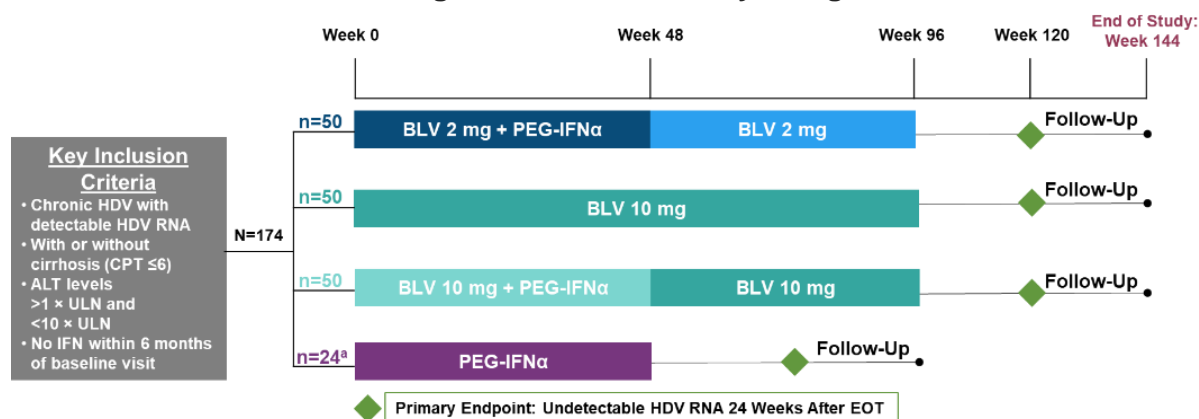 End of Study:
Week 0 Week 48 Week 96 Week 120 Week 144
n=50 BLV 2 mg + PEG-IFNα BLV 2 mg Follow-Up
Key Inclusion
Criteria
• Chronic HDV with
detectable HDV RNA
• With or without
cirrhosis (CPT ≤6)
• ALT levels
>1 × ULN and
<10 × ULN
• No IFN within 6 months
of baseline visit
N=174
n=50 BLV 10 mg Follow-Up
n=50 BLV 10 mg + PEG-IFNα BLV 10 mg Follow-Up
n=24ª PEG-IFNα Follow-Up
Primary Endpoint: Undetectable HDV RNA 24 Weeks After EOT